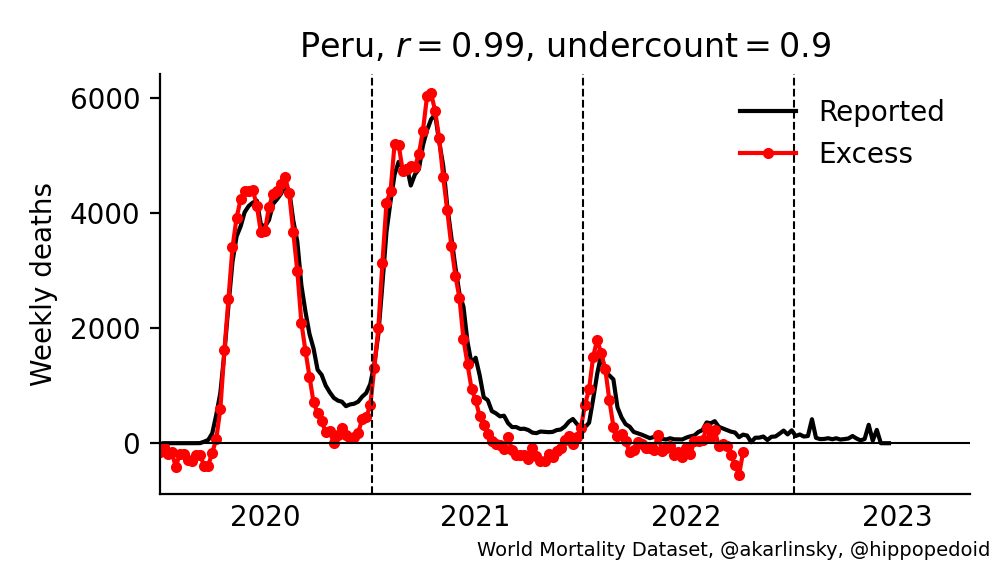 Peru, r = 0.99, undercount = 0.9
Reported
Excess
Weekly deaths
6000
4000
2000
0
2020 2021 2022 2023
World Mortality Dataset, @akarlinsky, @hippopedoid